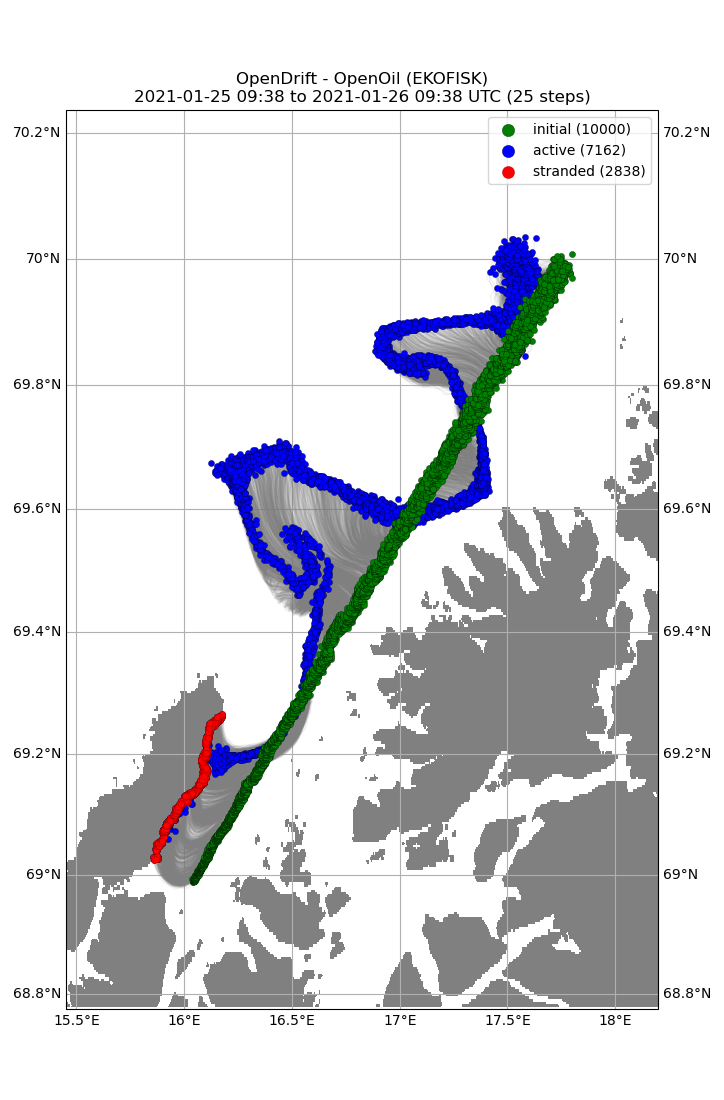 OpenDrift - OpenOil (EKOFISK)
2021-01-25 09:38 to 2021-01-26 09:38 UTC (25 steps)
initial (10000)
active (7162)
stranded (2838)
70.2°N 70.2°N
70°N 70°N
69.8°N 69.8°N
69.6°N 69.6°N
69.4°N 69.4°N
69.2°N 69.2°N
69°N 69°N
68.8°N 68.8°N
15.5°E 16°E 16.5°E 17°E 17.5°E 18°E